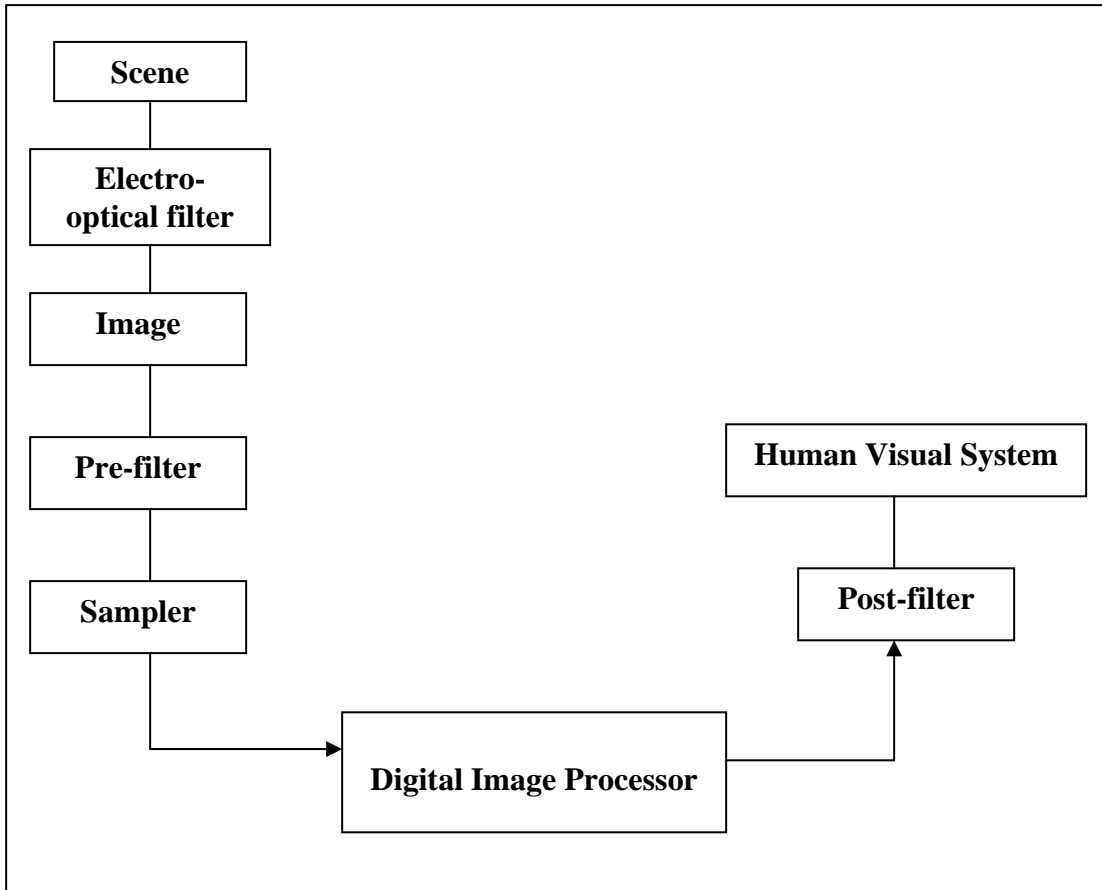 Scene
Electro-
optical filter
Image
Pre-filter
Human Visual System
Sampler
Post-filter
Digital Image Processor